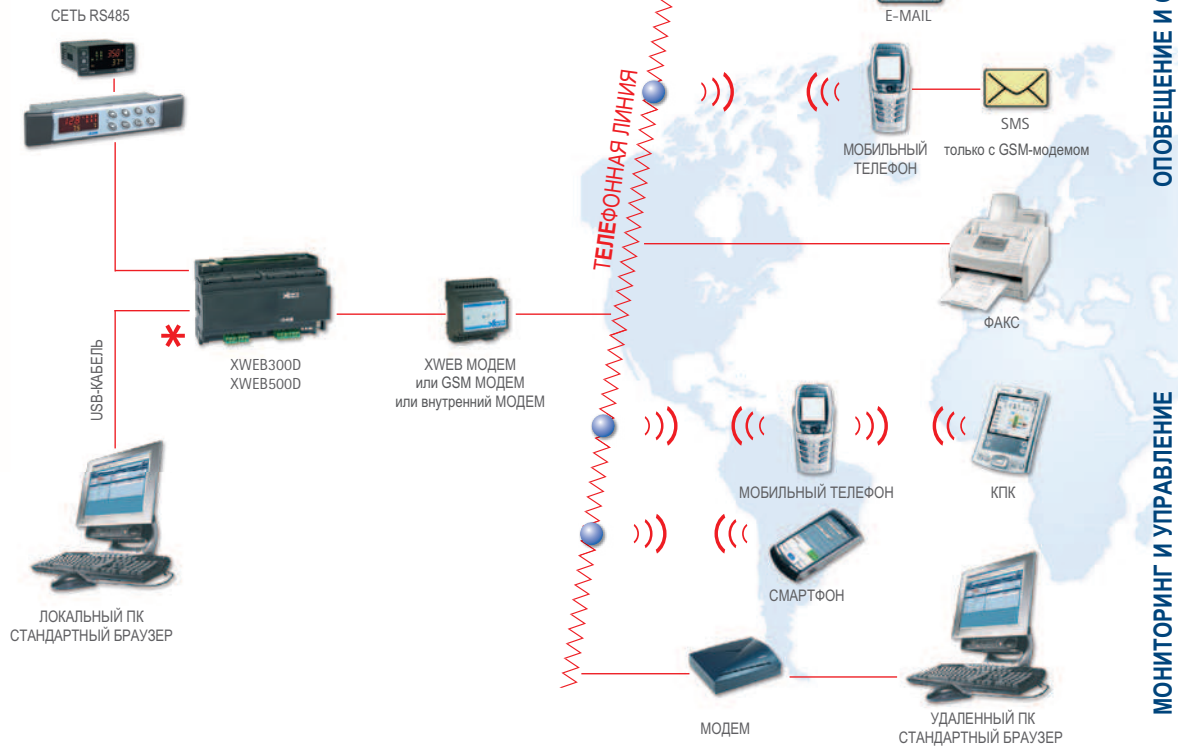 СЕТЬ RS485
E-MAIL
ТЕЛЕФОННАЯ ЛИНИЯ
МОБИЛЬНЫЙ
ТЕЛЕФОН
SMS
только с GSM-модемом
ОПОВЕЩЕНИЕ И
ФАКС
*
XWEB300D
XWEB500D
XWEB МОДЕМ
или GSM МОДЕМ
или внутренний МОДЕМ
USB-КАБЕЛЬ
МОБИЛЬНЫЙ ТЕЛЕФОН
КПК
СМАРТФОН
МОНИТОРИНГ И УПРАВЛЕНИЕ
ЛОКАЛЬНЫЙ ПК
СТАНДАРТНЫЙ БРАУЗЕР
МОДЕМ
УДАЛЕННЫЙ ПК
СТАНДАРТНЫЙ БРАУЗЕР